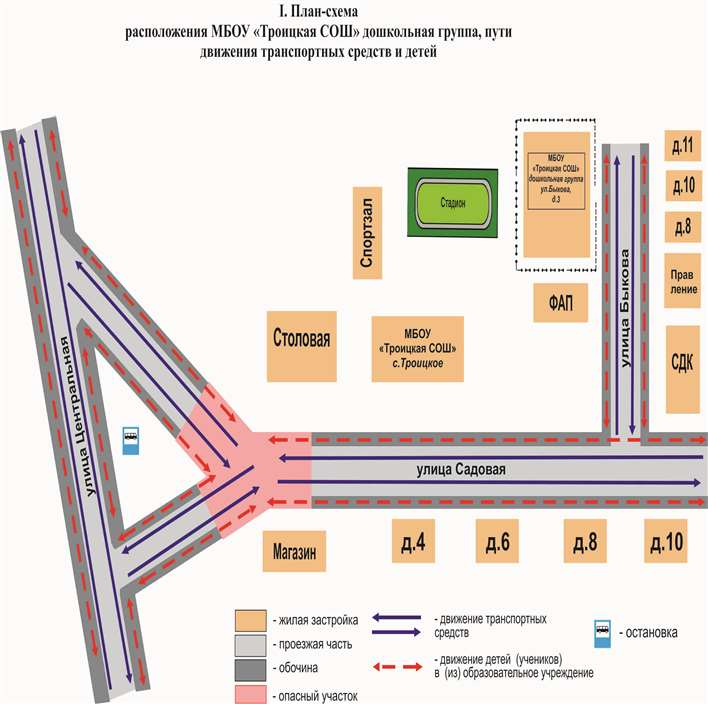 I. План-схема
расположения МБОУ «Троицкая СОШ» дошкольная группа, пути
движения транспортных средств и детей
МБОУ
«Троицкая СОШ»
дошкольная группа
ул.Быкова,
д.3
д.11
д.10
д.8
Прав
ление
СДК
Стадион
Спортзал
ФАП
улица Быкова
Столовая
МБОУ
«Троицкая СОШ»
с.Троицкое
улица Центральная
улица Садовая
Магазин
д.4
д.6
д.8
д.10
- жилая застройка
- проезжая часть
- обочина
- опасный участок
- движение транспортных
средств
- движение детей (учеников)
в (из) образовательное учреждение
- остановка